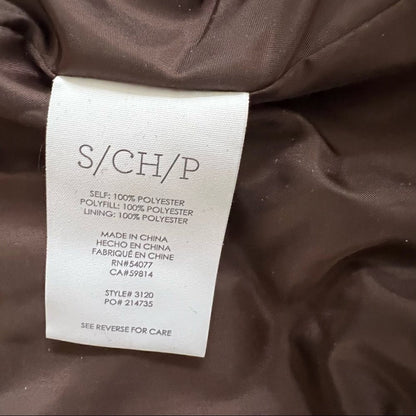 S/CH/P
SELF: 100% POLYESTER
POLYFILL: 100% POLYESTER
LINING: 100% POLYESTER
MADE IN CHINA
HECHO EN CHINA
FABRIQUÉ EN CHINE
RN#54077
CA#59814
STYLE# 3120
PO# 214735
SEE REVERSE FOR CARE